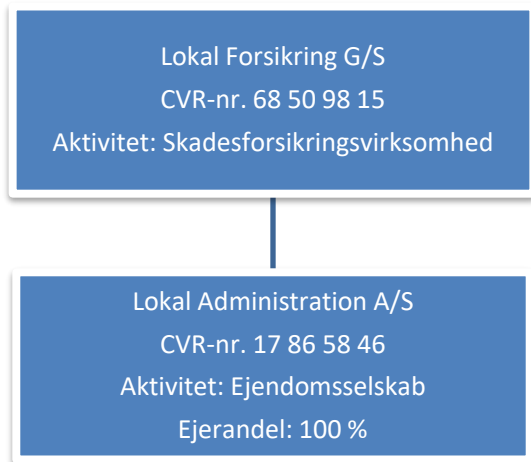 Lokal Forsikring G/S
CVR-nr. 68 50 98 15
Aktivitet: Skadesforsikringsvirksomhed
Lokal Administration A/S
CVR-nr. 17 86 58 46
Aktivitet: Ejendomsselskab
Ejerandel: 100 %